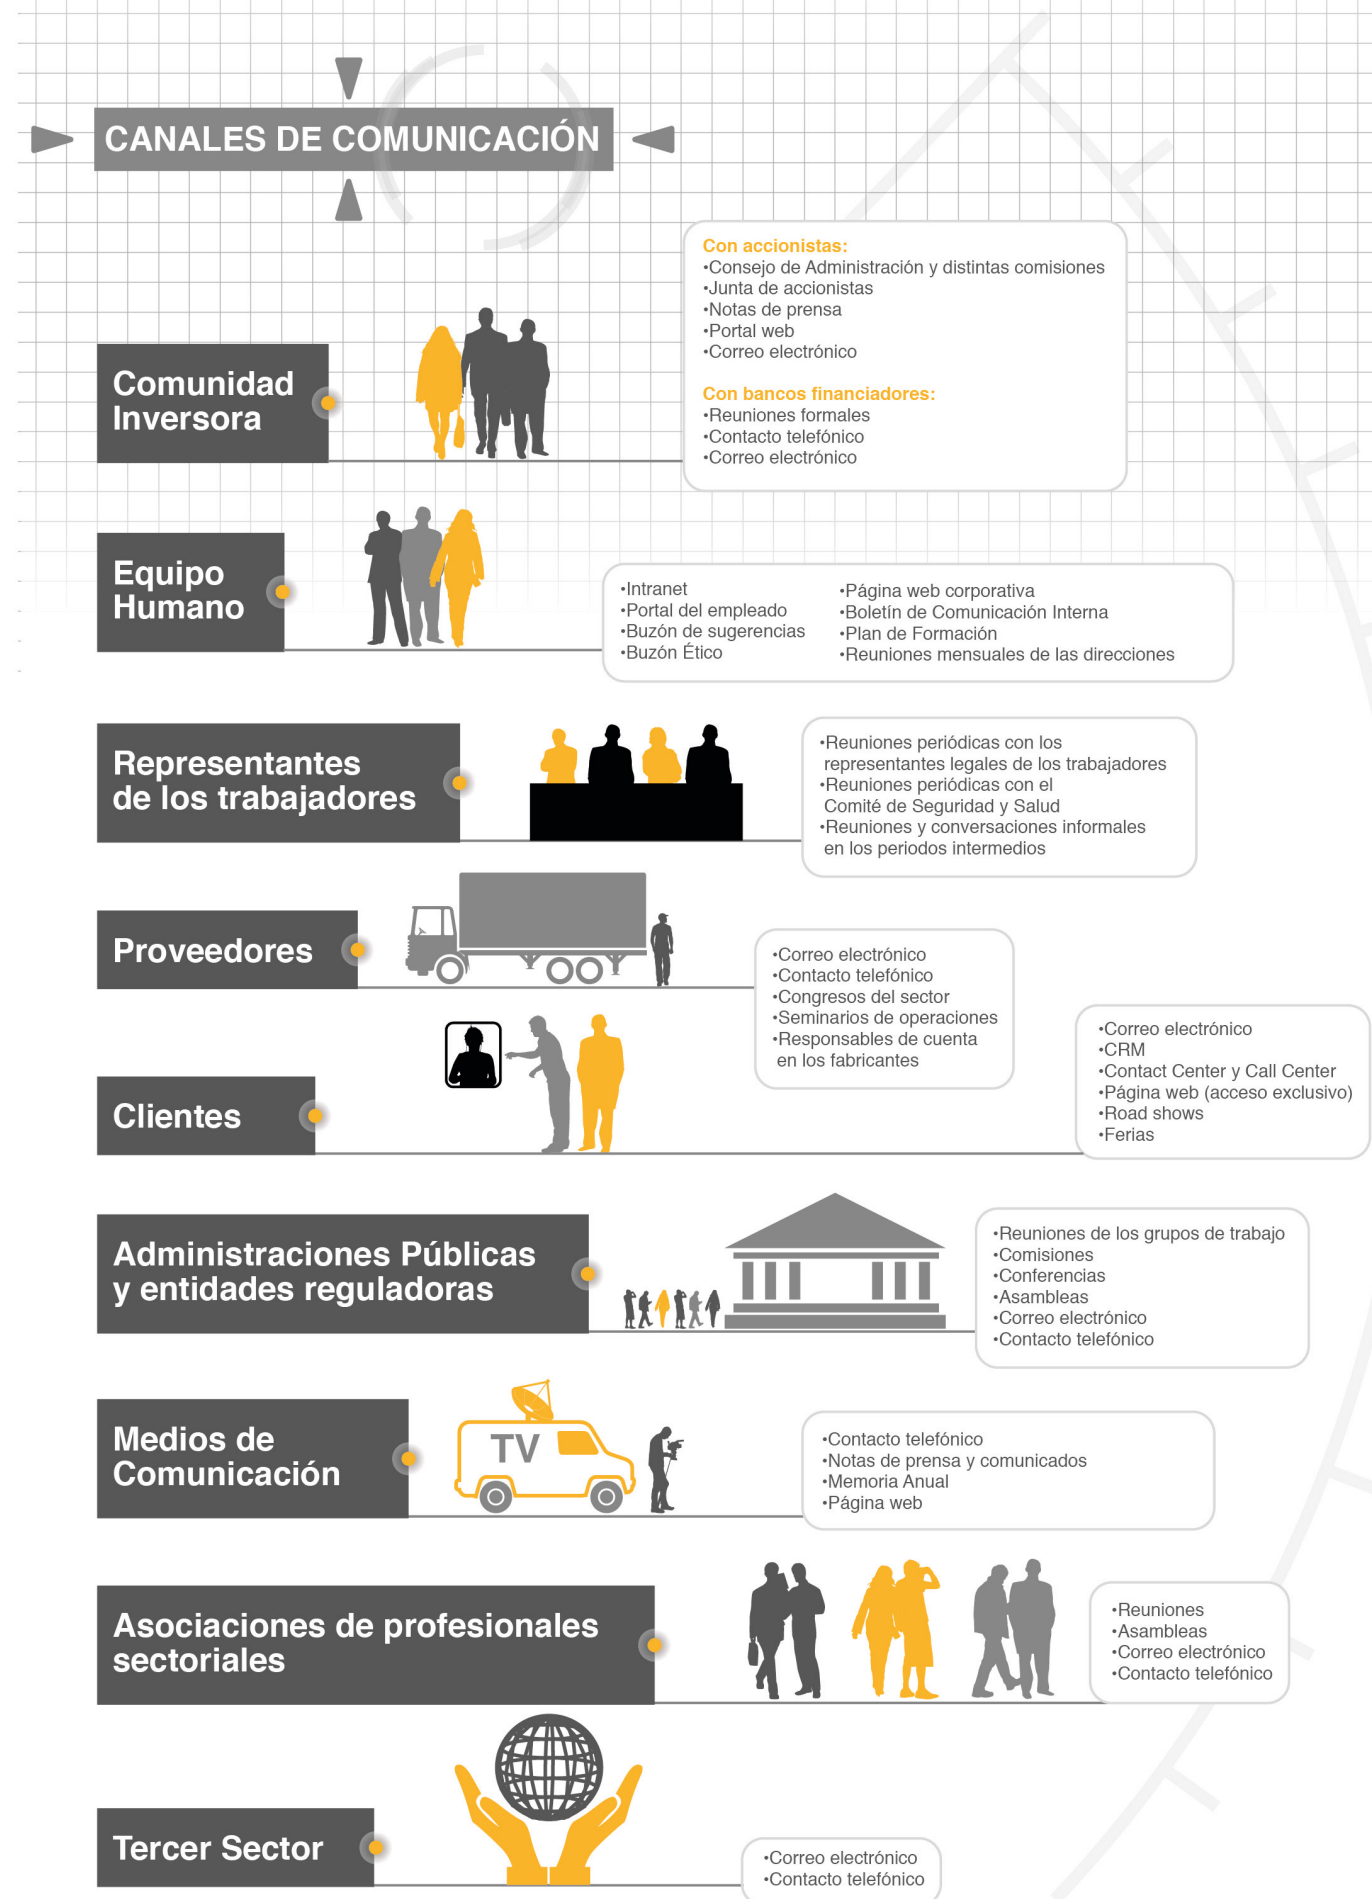 CANALES DE COMUNICACIÓN
Comunidad
Inversora
Con accionistas:
•Consejo de Administración y distintas comisiones
•Junta de accionistas
•Notas de prensa
•Portal web
•Correo electrónico
Con bancos financiadores:
•Reuniones formales
•Contacto telefónico
•Correo electrónico
Equipo
Humano
•Intranet
•Portal del empleado
•Buzón de sugerencias
•Buzón Ético
•Página web corporativa
•Boletín de Comunicación Interna
•Plan de Formación
•Reuniones mensuales de las direcciones
Representantes
de los trabajadores
•Reuniones periódicas con los
representantes legales de los trabajadores
•Reuniones periódicas con el
Comité de Seguridad y Salud
•Reuniones y conversaciones informales
en los periodos intermedios
Proveedores
•Correo electrónico
•Contacto telefónico
•Congresos del sector
•Seminarios de operaciones
•Responsables de cuenta
en los fabricantes
Clientes
•Correo electrónico
•CRM
•Contact Center y Call Center
•Página web (acceso exclusivo)
•Road shows
•Ferias
Administraciones Públicas
y entidades reguladoras
•Reuniones de los grupos de trabajo
•Comisiones
•Conferencias
•Asambleas
•Correo electrónico
•Contacto telefónico
Medios de
Comunicación
TV
•Contacto telefónico
•Notas de prensa y comunicados
•Memoria Anual
•Página web
Asociaciones de profesionales
sectoriales
•Reuniones
•Asambleas
•Correo electrónico
•Contacto telefónico
Tercer Sector
•Correo electrónico
•Contacto telefónico